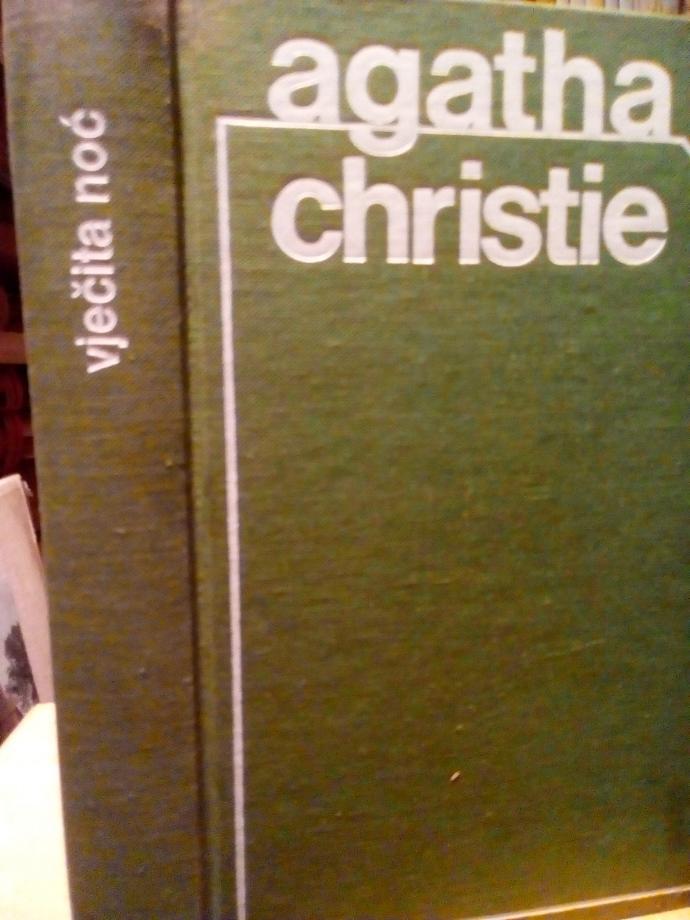 vječita noć
agatha
christie